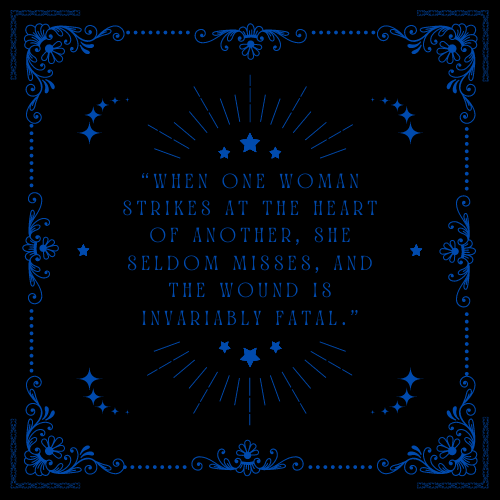 “WHEN ONE WOMAN
STRIKES AT THE HEART
OF ANOTHER, SHE
SELDOM MISSES, AND
THE WOUND IS
INVARIABLY FATAL.”